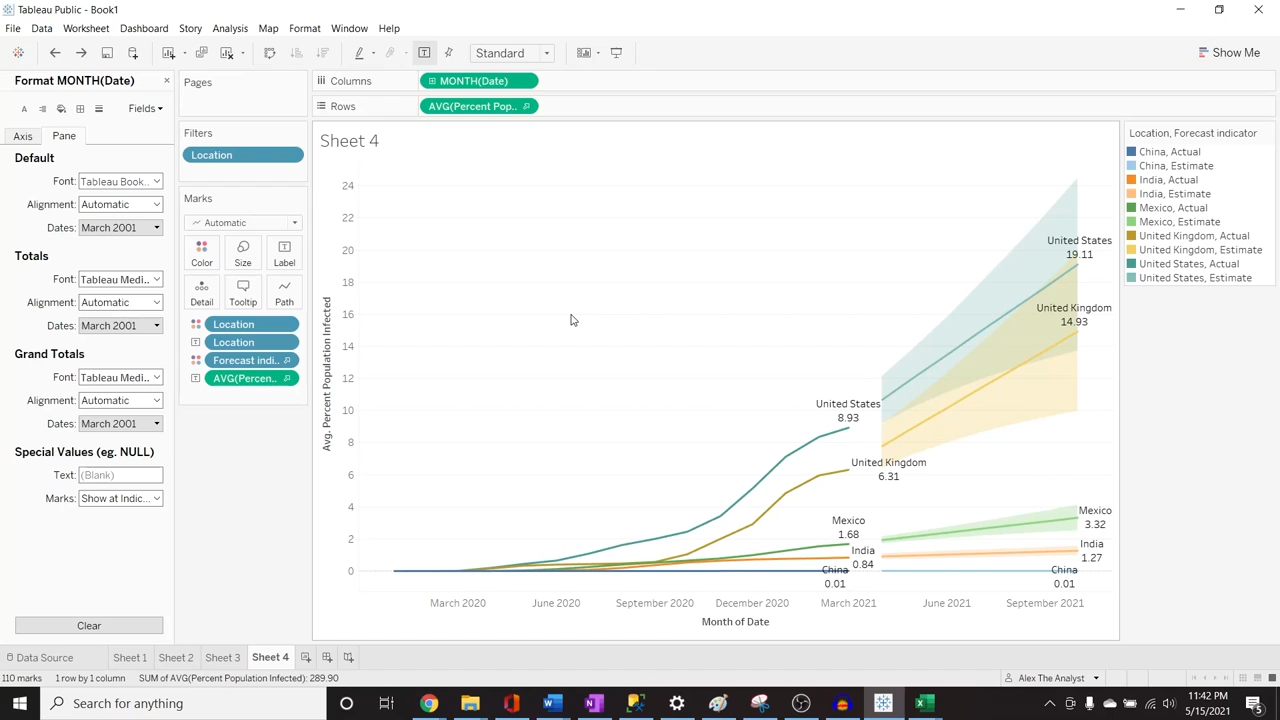 Tableau Public - Book1
File Data Worksheet Dashboard Story Analysis Map Format Window Help
Standard
Show Me
Format MONTH(Date)
Fields
Axis Pane
Default
Font: Tableau Book..
Alignment: Automatic
Dates: March 2001
Totals
Font: Tableau Medi..
Alignment: Automatic
Dates: March 2001
Grand Totals
Font: Tableau Medi..
Alignment: Automatic
Dates: March 2001
Special Values (eg. NULL)
Text: (Blank)
Marks: Show at Indic...
Clear
Pages
Filters
Location
Marks
Automatic
Color Size Label
Detail Tooltip Path
Location
Location
Forecast indi..
AVG(Percen..
Columns MONTH(Date)
Rows AVG(Percent Pop..
Sheet 4
Avg. Percent Population Infected
24
22
20
18
16
14
12
10
8
6
4
2
0
United States
19.11
United Kingdom
14.93
United States
8.93
United Kingdom
6.31
Mexico
3.32
Mexico
1.68
India
1.27
India
0.84
China
0.01
China
0.01
March 2020 June 2020 September 2020 December 2020 March 2021 June 2021 September 2021
Month of Date
Location, Forecast indicator
China, Actual
China, Estimate
India, Actual
India, Estimate
Mexico, Actual
Mexico, Estimate
United Kingdom, Actual
United Kingdom, Estimate
United States, Actual
United States, Estimate
Data Source Sheet 1 Sheet 2 Sheet 3 Sheet 4
110 marks 1 row by 1 column SUM of AVG(Percent Population Infected): 289.90
Alex The Analyst
Type here to search
11:42 PM
5/15/2021
5